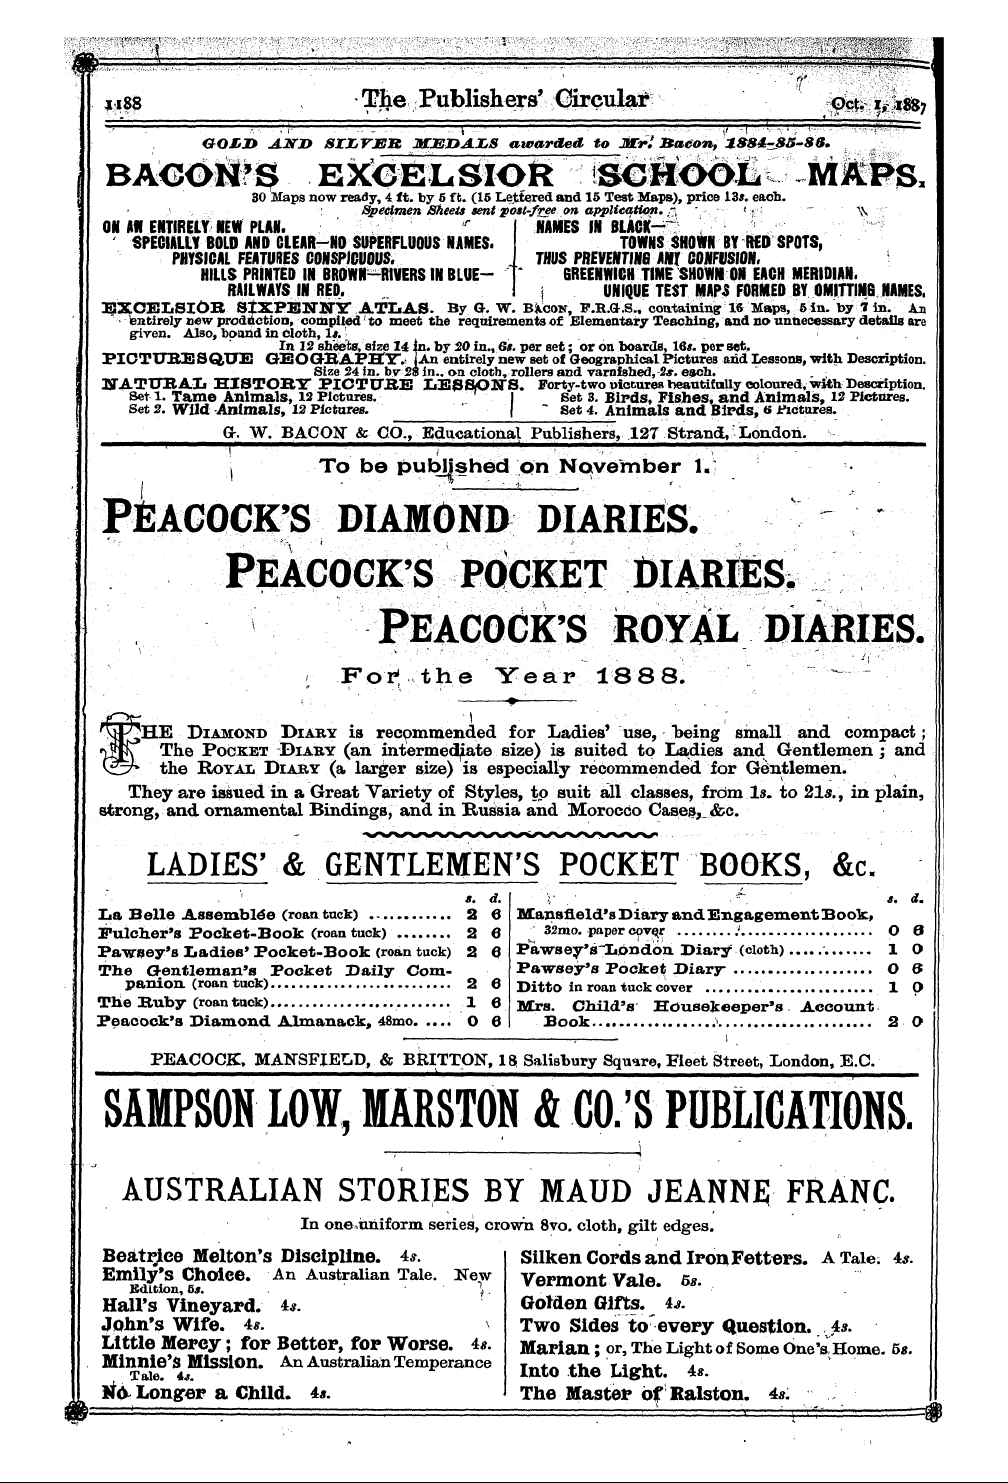 1188 The Publishers' Circular Oct. 1, 1887
GOLD AND SILVER MEDALS awarded to Mr. Bacon, 1884-85-86.
BACON'S EXCELSIOR SCHOOL MAPS.
30 Maps now ready, 4 ft. by 5 ft. (15 Lettered and 15 Test Maps), price 13s. each.
Specimen Sheets sent post-free on application.
ON AN ENTIRELY NEW PLAN.
SPECIALLY BOLD AND CLEAR—NO SUPERFLUOUS NAMES.
PHYSICAL FEATURES CONSPICUOUS.
HILLS PRINTED IN BROWN—RIVERS IN BLUE—
RAILWAYS IN RED.
NAMES IN BLACK—
TOWNS SHOWN BY RED SPOTS,
THUS PREVENTING ANY CONFUSION.
GREENWICH TIME SHOWN ON EACH MERIDIAN.
UNIQUE TEST MAPS FORMED BY OMITTING NAMES.
EXCELSIOR SIXPENNY ATLAS. By G. W. BACON, F.R.G.S., containing 16 Maps, 5 in. by 7 in. An
entirely new production, compiled to meet the requirements of Elementary Teaching, and no unnecessary details are
given. Also, bound in cloth, 1s.
In 12 sheets, size 14 in. by 20 in., 6s. per set; or on boards, 16s. per set.
PICTURESQUE GEOGRAPHY. An entirely new set of Geographical Pictures and Lessons, with Description.
Size 24 in. by 28 in., on cloth, rollers and varnished, 2s. each.
NATURAL HISTORY PICTURE LESSONS. Forty-two pictures beautifully coloured, with Description.
Set 1. Tame Animals, 12 Pictures.
Set 2. Wild Animals, 12 Pictures.
Set 3. Birds, Fishes, and Animals, 12 Pictures.
Set 4. Animals and Birds, 6 Pictures.
G. W. BACON & CO., Educational Publishers, 127 Strand, London.
To be published on November 1.
PEACOCK'S DIAMOND DIARIES.
PEACOCK'S POCKET DIARIES.
PEACOCK'S ROYAL DIARIES.
For the Year 1888.
THE DIAMOND DIARY is recommended for Ladies' use, being small and compact;
The POCKET DIARY (an intermediate size) is suited to Ladies and Gentlemen; and
the ROYAL DIARY (a larger size) is especially recommended for Gentlemen.
They are issued in a Great Variety of Styles, to suit all classes, from 1s. to 21s., in plain,
strong, and ornamental Bindings, and in Russia and Morocco Cases, &c.
LADIES' & GENTLEMEN'S POCKET BOOKS, &c.
s. d.
La Belle Assemblée (roan tuck) ............ 2 6
Fulcher's Pocket-Book (roan tuck) ........ 2 6
Pawsey's Ladies' Pocket-Book (roan tuck) 2 6
The Gentleman's Pocket Daily Com-
panion (roan tuck)........................... 2 6
The Ruby (roan tuck)........................... 1 6
Peacock's Diamond Almanack, 48mo. ..... 0 6
s. d.
Mansfield's Diary and Engagement Book,
32mo. paper cover ............................... 0 6
Pawsey's London Diary (cloth)............ 1 0
Pawsey's Pocket Diary ..................... 0 6
Ditto in roan tuck cover ......................... 1 0
Mrs. Child's Housekeeper's Account
Book.......................................... 2 0
PEACOCK, MANSFIELD, & BRITTON, 18 Salisbury Square, Fleet Street, London, E.C.
SAMPSON LOW, MARSTON & CO.'S PUBLICATIONS.
AUSTRALIAN STORIES BY MAUD JEANNE FRANC.
In one uniform series, crown 8vo. cloth, gilt edges.
Beatrice Melton's Discipline. 4s.
Emily's Choice. An Australian Tale. New
Edition, 5s.
Hall's Vineyard. 4s.
John's Wife. 4s.
Little Mercy; for Better, for Worse. 4s.
Minnie's Mission. An Australian Temperance
Tale. 4s.
No Longer a Child. 4s.
Silken Cords and Iron Fetters. A Tale. 4s.
Vermont Vale. 5s.
Golden Gifts. 4s.
Two Sides to every Question. 4s.
Marian; or, The Light of Some One's Home. 5s.
Into the Light. 4s.
The Master of Ralston. 4s.